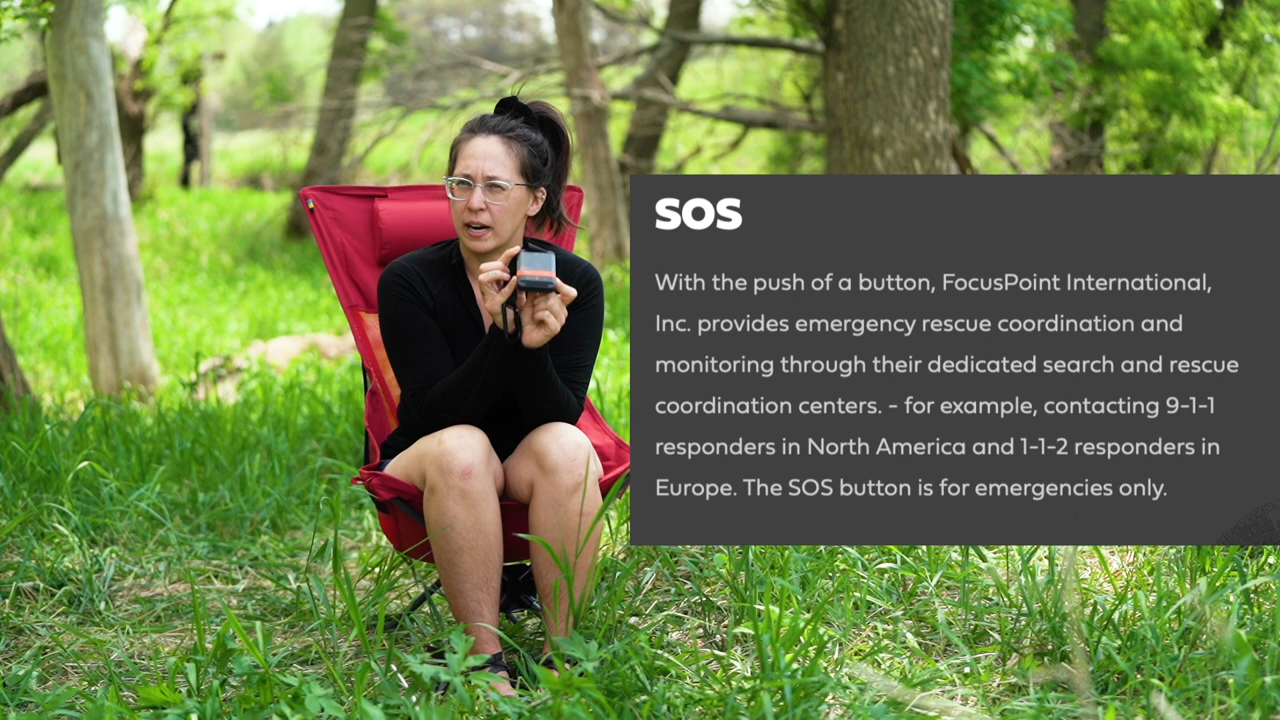 SOS
With the push of a button, FocusPoint International,
Inc. provides emergency rescue coordination and
monitoring through their dedicated search and rescue
coordination centers. - for example, contacting 9-1-1
responders in North America and 1-1-2 responders in
Europe. The SOS button is for emergencies only.